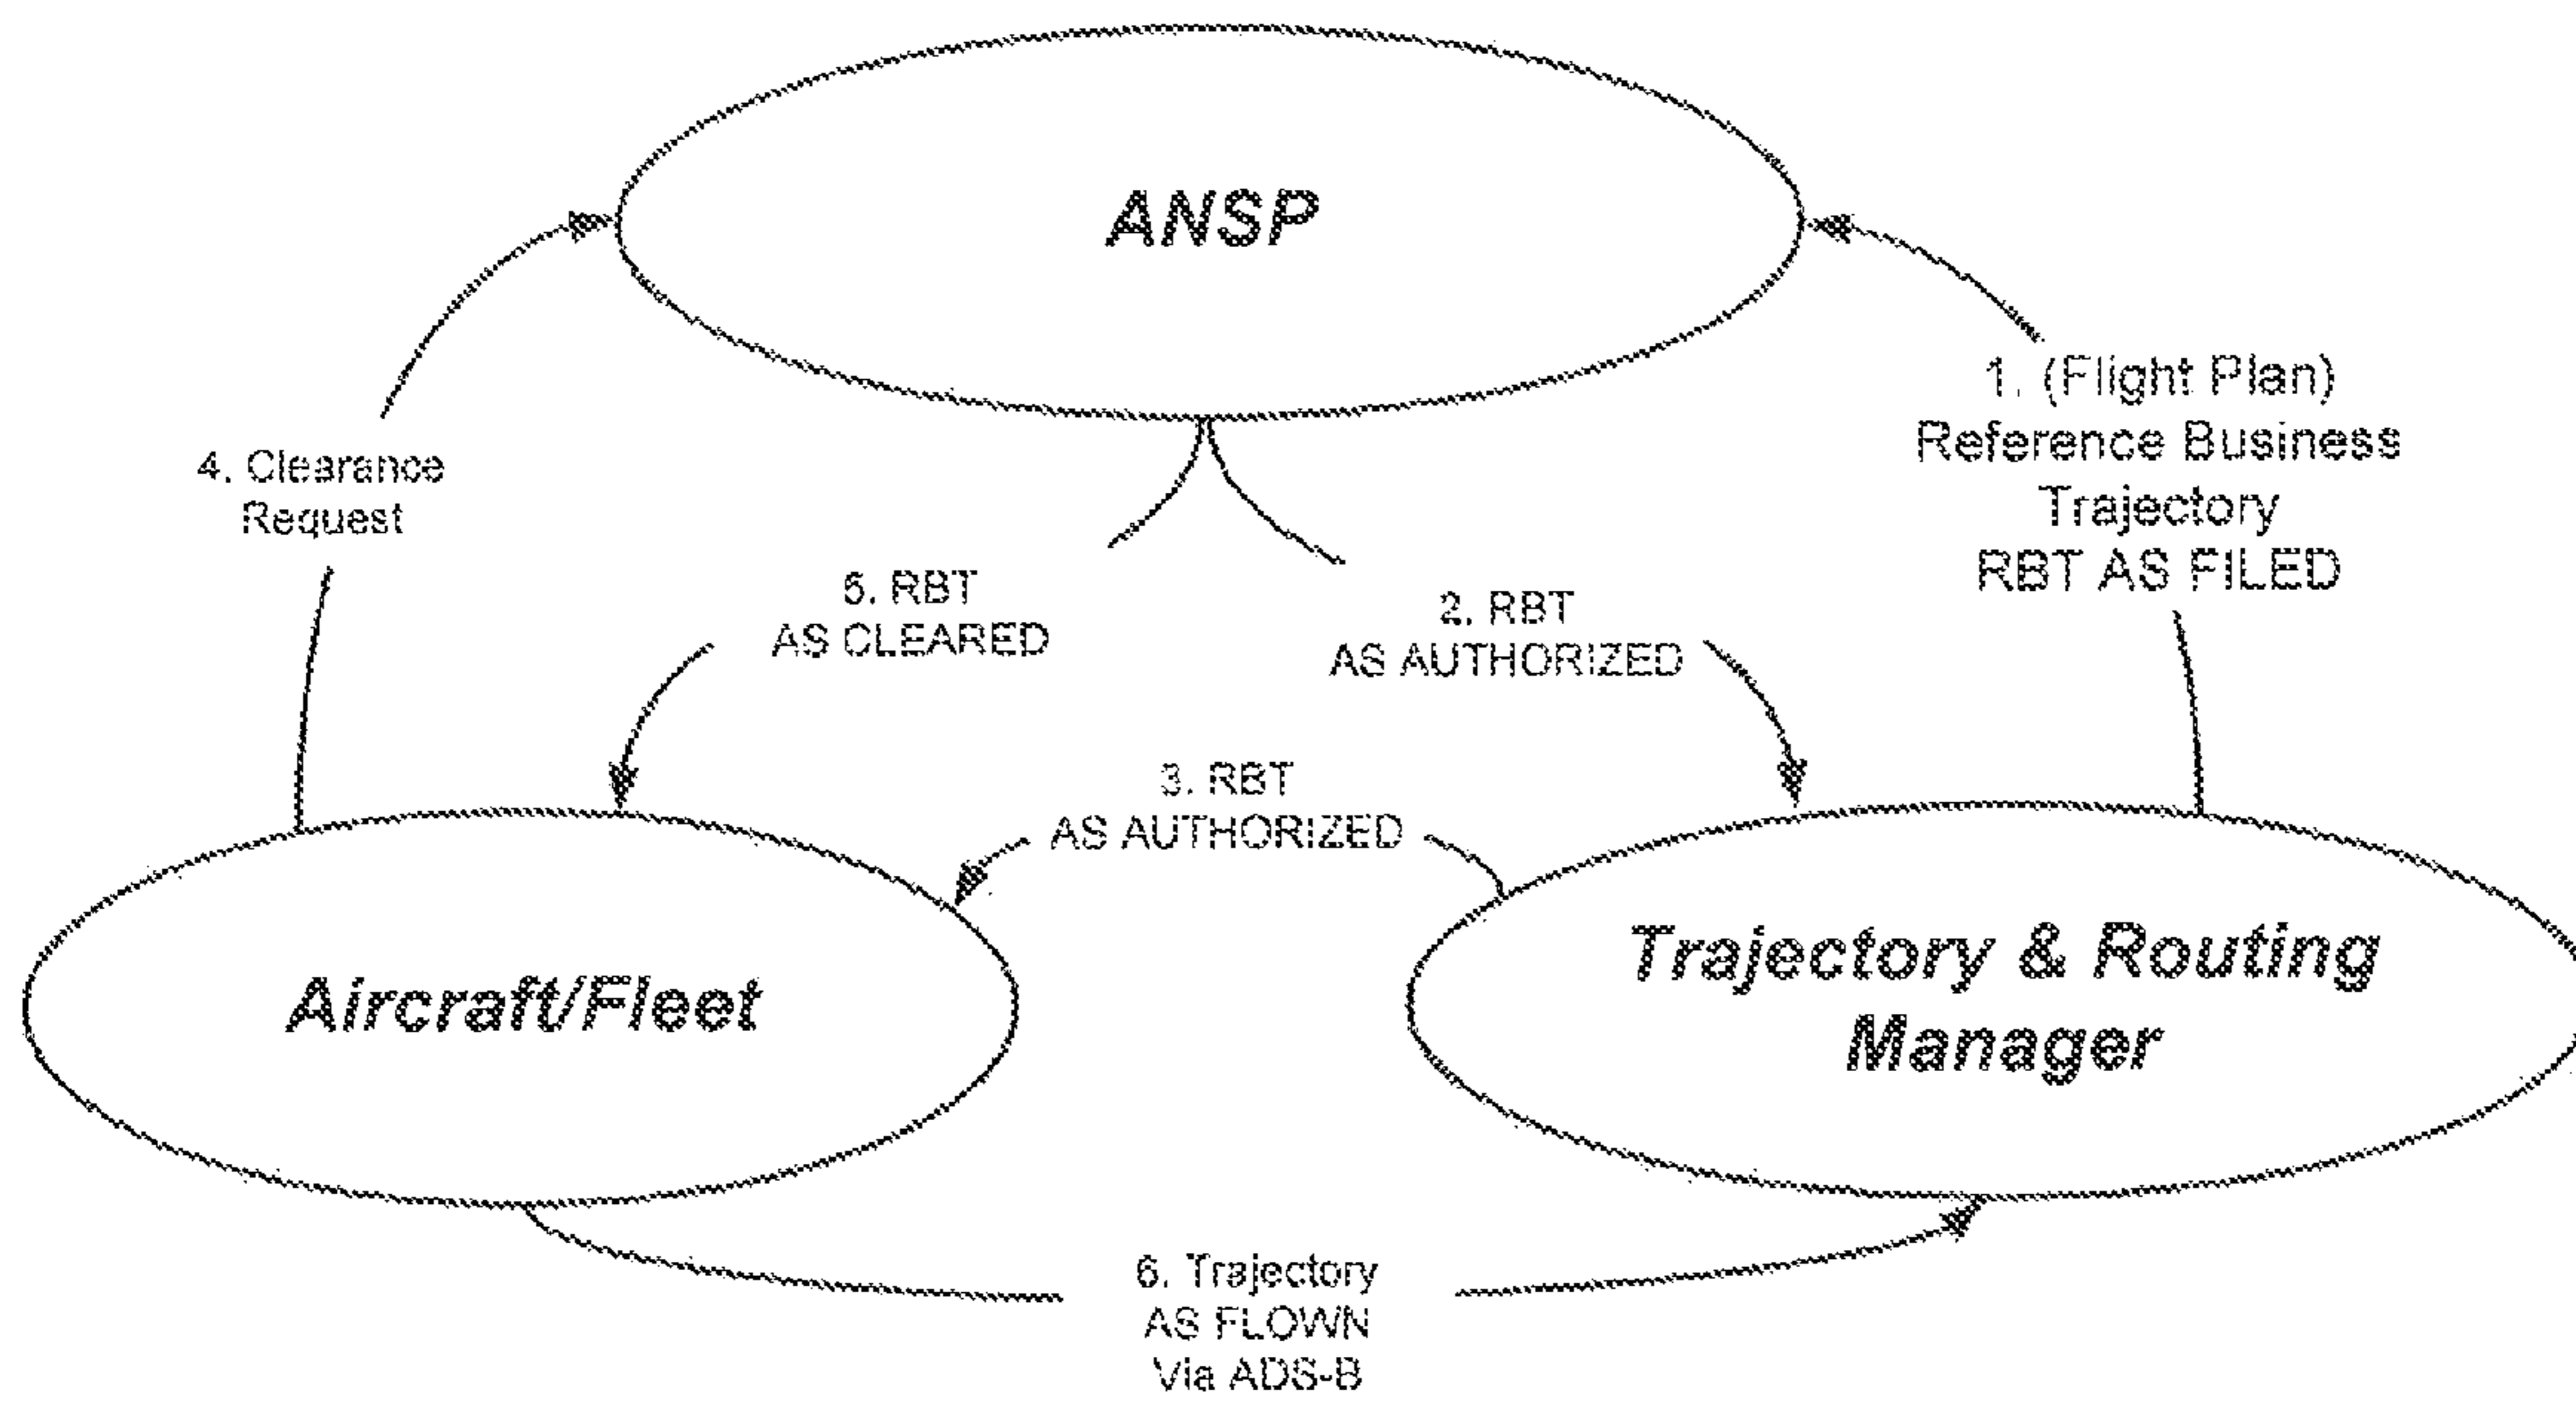 ANSP
1. (Flight Plan)
Reference Business
Trajectory
RBT AS FILED
4. Clearance
Request
5. RBT
AS CLEARED
2. RBT
AS AUTHORIZED
3. RBT
AS AUTHORIZED
Aircraft/Fleet
Trajectory & Routing
Manager
6. Trajectory
AS FLOWN
Via ADS-B